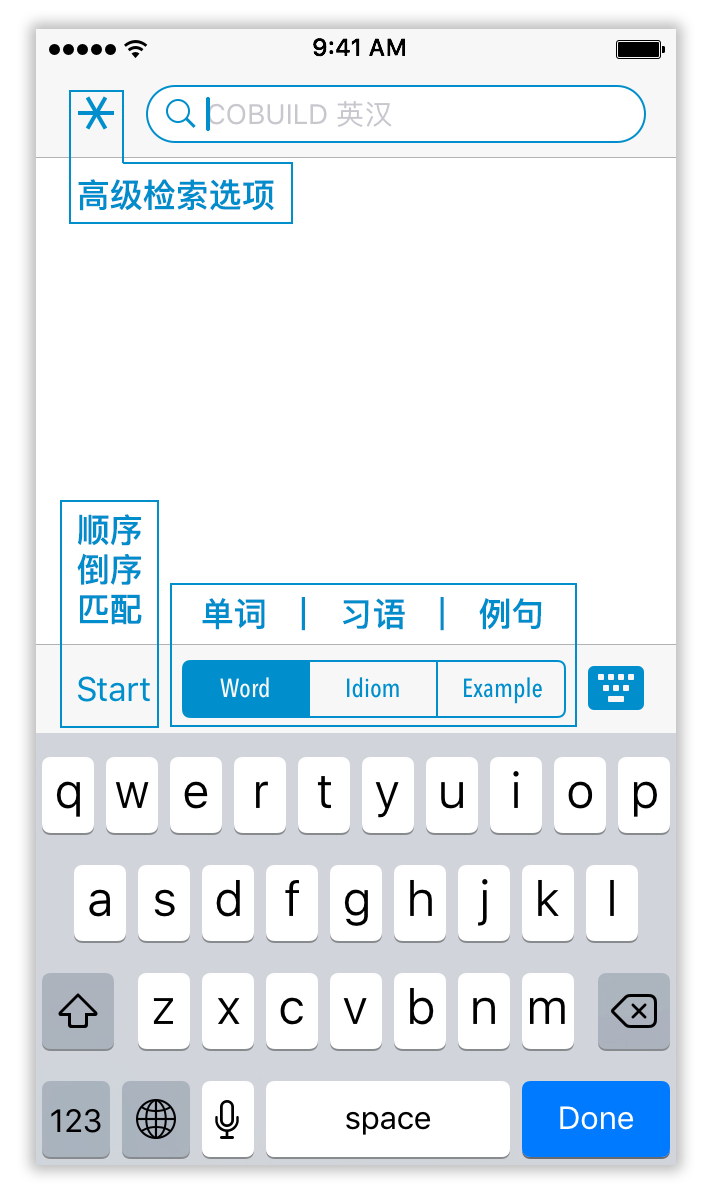 9:41 AM
COBUILD 英汉
高级检索选项
顺序
倒序
匹配
单词 | 习语 | 例句
Start Word Idiom Example
q w e r t y u i o p
a s d f g h j k l
z x c v b n m
123 space Done